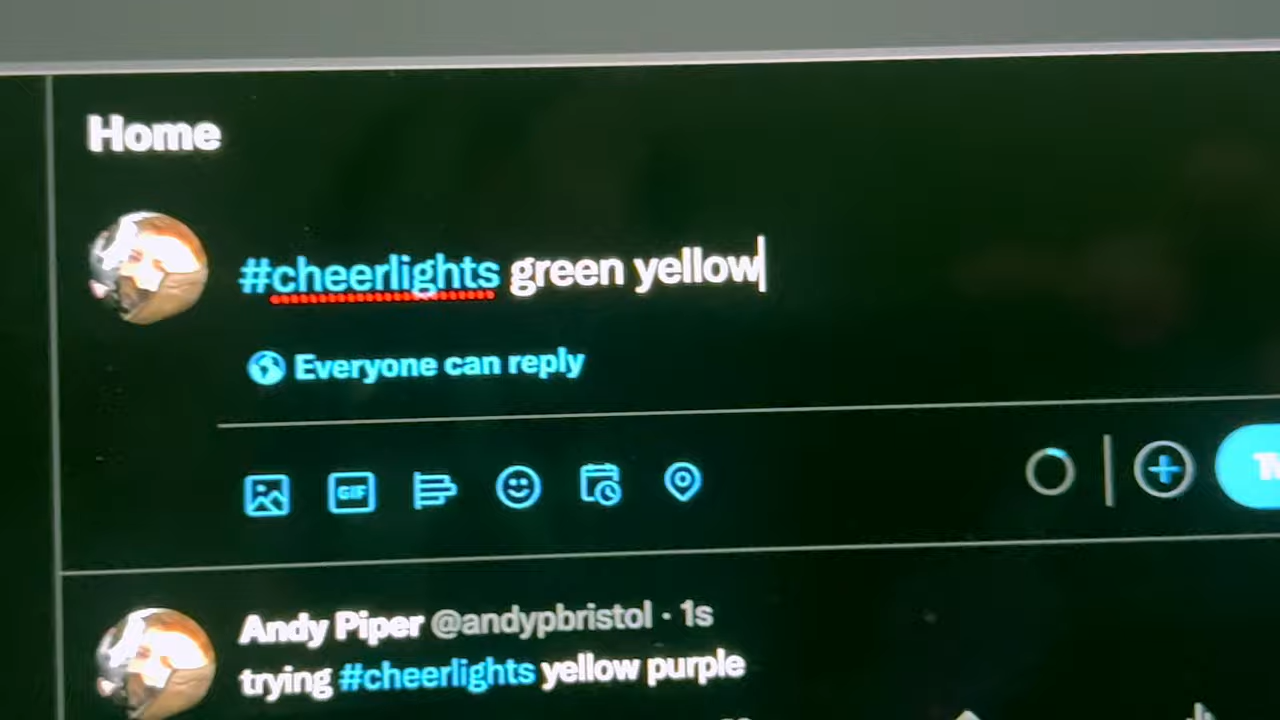 Home
#cheerlights green yellow
Everyone can reply
GIF
Andy Piper @andypbristol · 1s
trying #cheerlights yellow purple